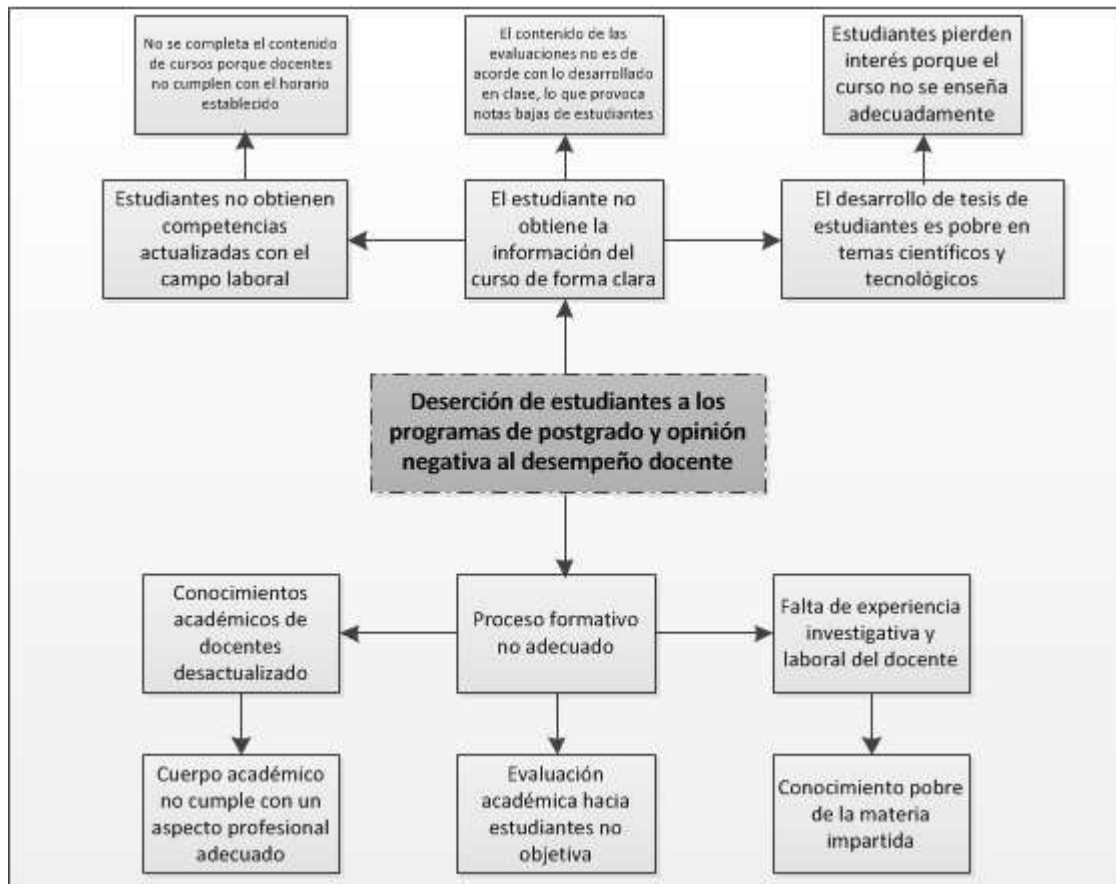 No se completa el contenido
de cursos porque docentes
no cumplen con el horario
establecido
El contenido de las
evaluaciones no es de
acorde con lo desarrollado
en clase, lo que provoca
notas bajas de estudiantes
Estudiantes pierden
interés porque el
curso no se enseña
adecuadamente
Estudiantes no obtienen
competencias
actualizadas con el
campo laboral
El estudiante no
obtiene la
información del
curso de forma clara
El desarrollo de tesis de
estudiantes es pobre en
temas científicos y
tecnológicos
Deserción de estudiantes a los
programas de postgrado y opinión
negativa al desempeño docente
Conocimientos
académicos de
docentes
desactualizado
Proceso formativo
no adecuado
Falta de experiencia
investigativa y
laboral del docente
Cuerpo académico
no cumple con un
aspecto profesional
adecuado
Evaluación
académica hacia
estudiantes no
objetiva
Conocimiento pobre
de la materia
impartida